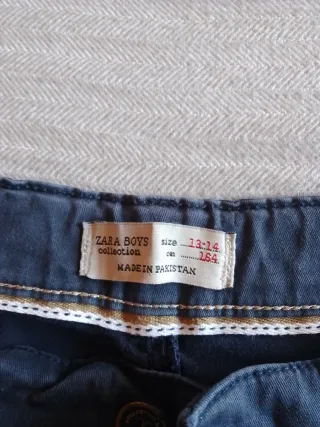 ZARA BOYS size 13-14
collection cm 164
MADE IN PAKISTAN